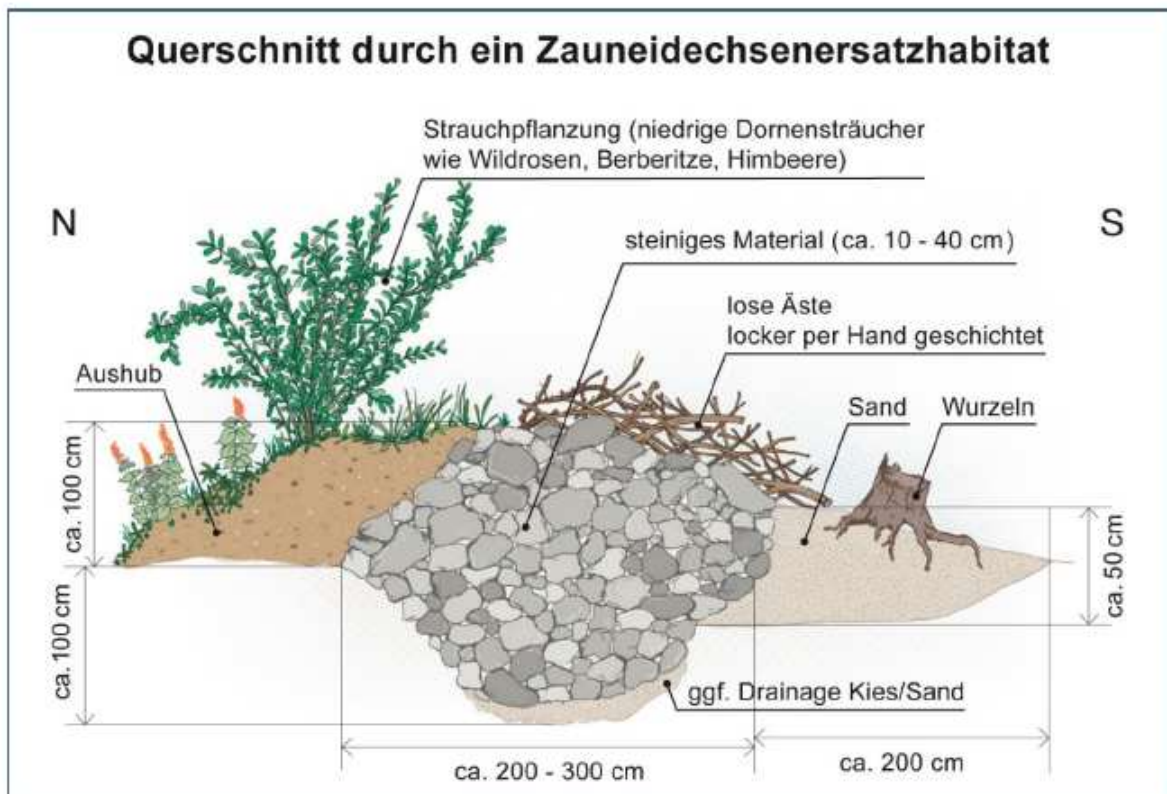 Querschnitt durch ein Zauneidechsenersatzhabitat
Strauchpflanzung (niedrige Dornensträucher
wie Wildrosen, Berberitze, Himbeere)
N
S
steiniges Material (ca. 10 - 40 cm)
lose Äste
locker per Hand geschichtet
Aushub
Sand
Wurzeln
ca. 100 cm
ca. 50 cm
ca. 100 cm
ggf. Drainage Kies/Sand
ca. 200 - 300 cm
ca. 200 cm